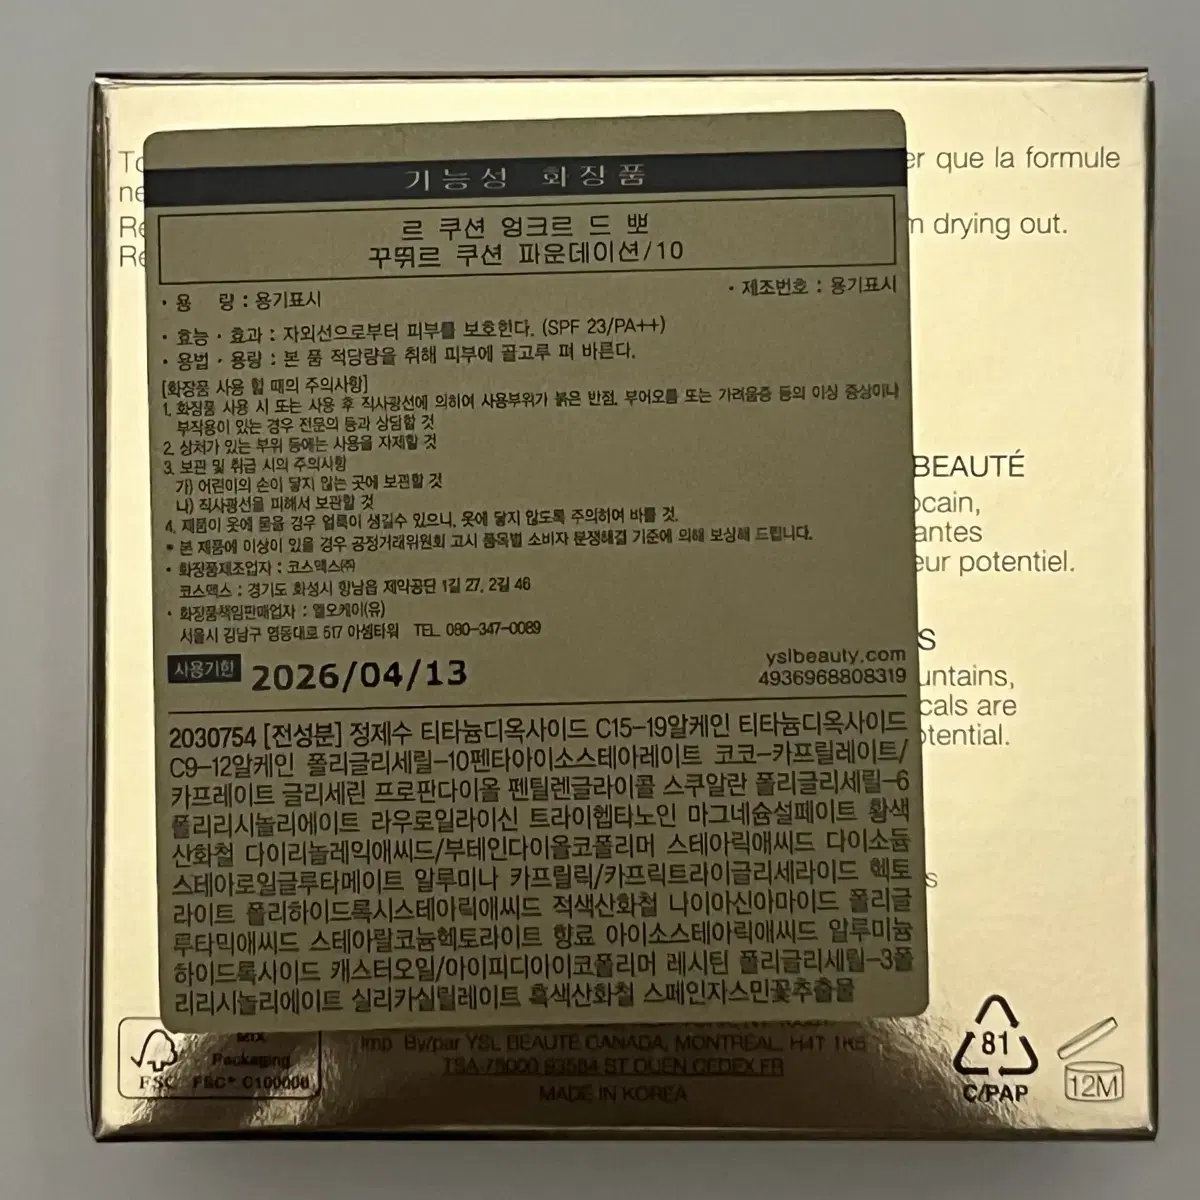 To
er que la formule
ne
Re
m drying out.
Re
기능성 화장품
르 쿠션 엉크르 드 뽀
꾸뛰르 쿠션 파운데이션/10
· 용 량 : 용기표시
· 제조번호 : 용기표시
· 효능 · 효과 : 자외선으로부터 피부를 보호한다. (SPF 23/PA++)
· 용법 · 용량 : 본 품 적당량을 취해 피부에 골고루 펴 바른다.
[화장품 사용 할 때의 주의사항]
1. 화장품 사용 시 또는 사용 후 직사광선에 의하여 사용부위가 붉은 반점, 부어오름 또는 가려움증 등의 이상 증상이나
부작용이 있는 경우 전문의 등과 상담할 것
2. 상처가 있는 부위 등에는 사용을 자제할 것
3. 보관 및 취급 시의 주의사항
가) 어린이의 손이 닿지 않는 곳에 보관할 것
나) 직사광선을 피해서 보관할 것
4. 제품이 옷에 묻을 경우 얼룩이 생길수 있으니, 옷에 닿지 않도록 주의하여 바를 것.
* 본 제품에 이상이 있을 경우 공정거래위원회 고시 품목별 소비자 분쟁해결 기준에 의해 보상해 드립니다.
· 화장품제조업자 : 코스맥스㈜
코스맥스 : 경기도 화성시 향남읍 제약공단 1길 27, 2길 46
· 화장품책임판매업자 : 엘오케이(유)
서울시 강남구 영동대로 517 아셈타워 TEL. 080-347-0089
사용기한 2026/04/13
yslbeauty.com
4936968808319
2030754 [전성분] 정제수 티타늄디옥사이드 C15-19알케인 티타늄디옥사이드
C9-12알케인 폴리글리세릴-10펜타아이소스테아레이트 코코-카프릴레이트/
카프레이트 글리세린 프로판다이올 펜틸렌글라이콜 스쿠알란 폴리글리세릴-6
폴리리시놀리에이트 라우로일라이신 트라이헵타노인 마그네슘설페이트 황색
산화철 다이리놀레익애씨드/부테인다이올코폴리머 스테아릭애씨드 다이소듐
스테아로일글루타메이트 알루미나 카프릴릭/카프릭트라이글리세라이드 헥토
라이트 폴리하이드록시스테아릭애씨드 적색산화철 나이아신아마이드 폴리글
루타믹애씨드 스테아랄코늄헥토라이트 향료 아이소스테아릭애씨드 알루미늄
하이드록사이드 캐스터오일/아이피디아이코폴리머 레시틴 폴리글리세릴-3폴
리리시놀리에이트 실리카실릴레이트 흑색산화철 스페인자스민꽃추출물
BEAUTÉ
ocain,
antes
eur potentiel.
S
untains,
cals are
otential.
s
MIX
Packaging
FSC
FSC® C100006
Imp By/par YSL BEAUTE CANADA, MONTREAL, H4T 1K5
TSA 75000 93584 ST OUEN CEDEX FR
MADE IN KOREA
81
C/PAP
12M